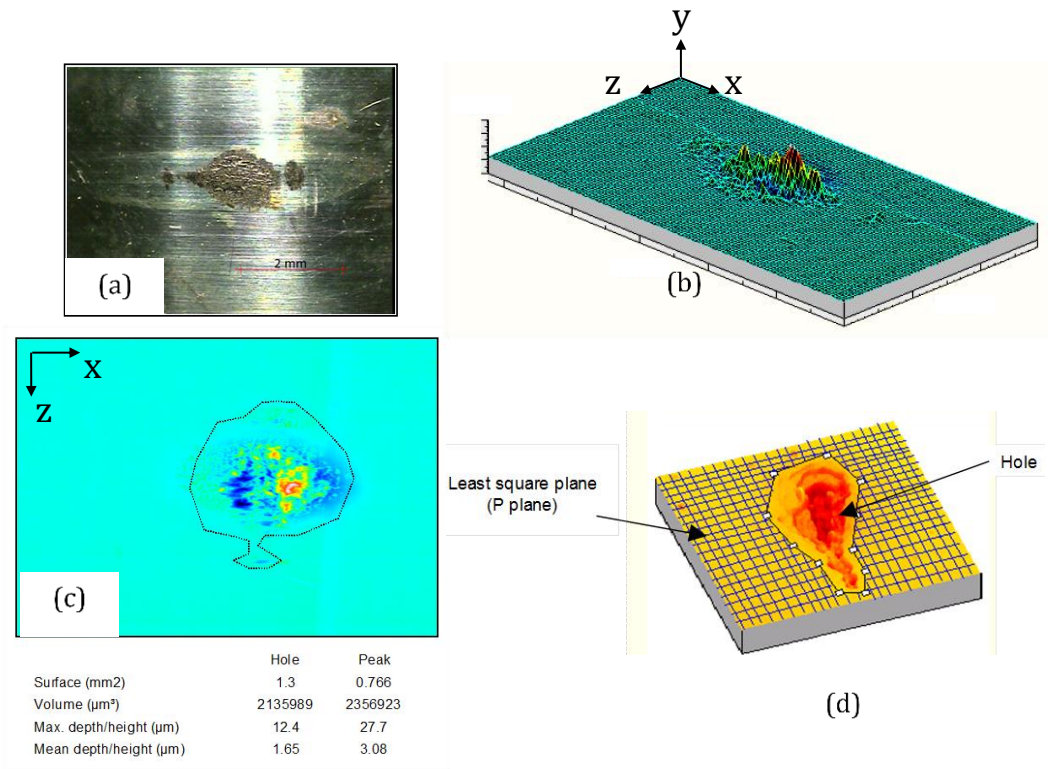 y
z
x
2 mm
(a)
(b)
x
z
(c)
Least square plane
(P plane)
Hole
(d)
Hole Peak
Surface (mm2) 1.3 0.766
Volume (µm³) 2135989 2356923
Max. depth/height (µm) 12.4 27.7
Mean depth/height (µm) 1.65 3.08